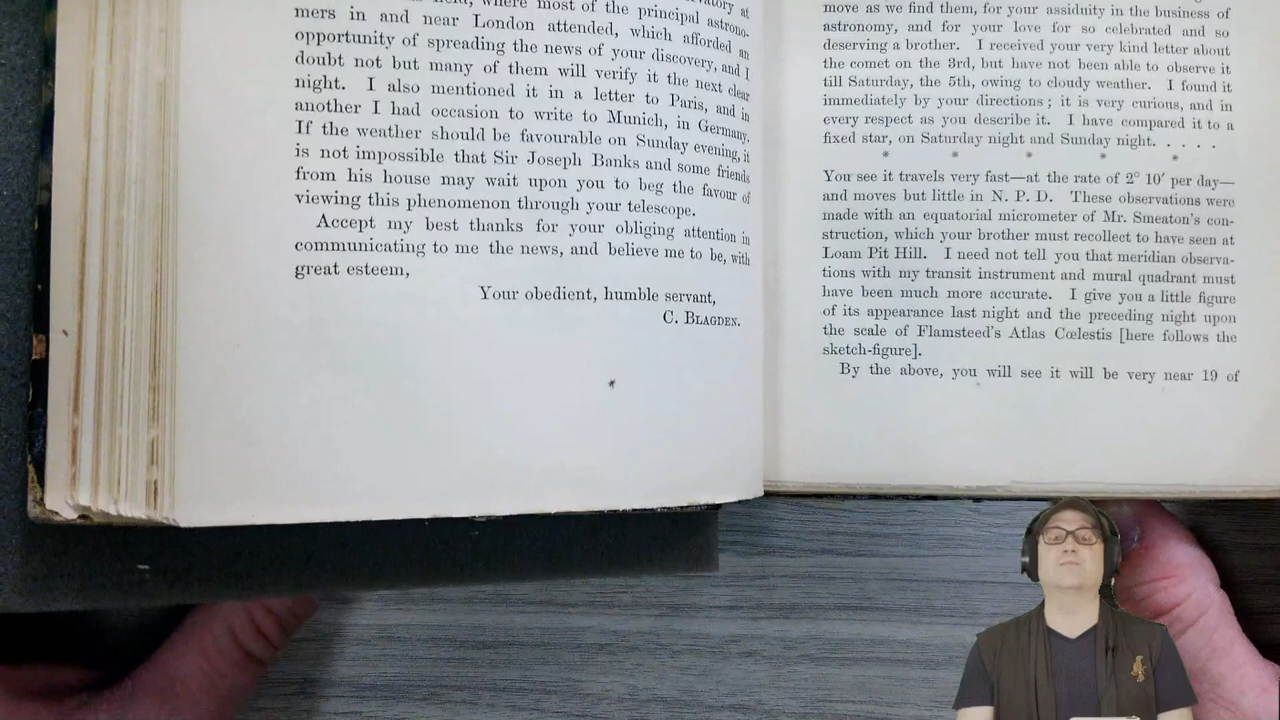 where most of the principal astrono-
mers in and near London attended, which afforded an
opportunity of spreading the news of your discovery, and I
doubt not but many of them will verify it the next clear
night. I also mentioned it in a letter to Paris, and in
another I had occasion to write to Munich, in Germany.
If the weather should be favourable on Sunday evening, it
is not impossible that Sir Joseph Banks and some friends
from his house may wait upon you to beg the favour of
viewing this phenomenon through your telescope.
Accept my best thanks for your obliging attention in
communicating to me the news, and believe me to be, with
great esteem,
Your obedient, humble servant,
C. BLAGDEN.
move as we find them, for your assiduity in the business of
astronomy, and for your love for so celebrated and so
deserving a brother. I received your very kind letter about
the comet on the 3rd, but have not been able to observe it
till Saturday, the 5th, owing to cloudy weather. I found it
immediately by your directions; it is very curious, and in
every respect as you describe it. I have compared it to a
fixed star, on Saturday night and Sunday night. . . . .
* * * * *
You see it travels very fast—at the rate of 2° 10′ per day—
and moves but little in N. P. D. These observations were
made with an equatorial micrometer of Mr. Smeaton's con-
struction, which your brother must recollect to have seen at
Loam Pit Hill. I need not tell you that meridian observa-
tions with my transit instrument and mural quadrant must
have been much more accurate. I give you a little figure
of its appearance last night and the preceding night upon
the scale of Flamsteed's Atlas Cœlestis [here follows the
sketch-figure].
By the above, you will see it will be very near 19 of